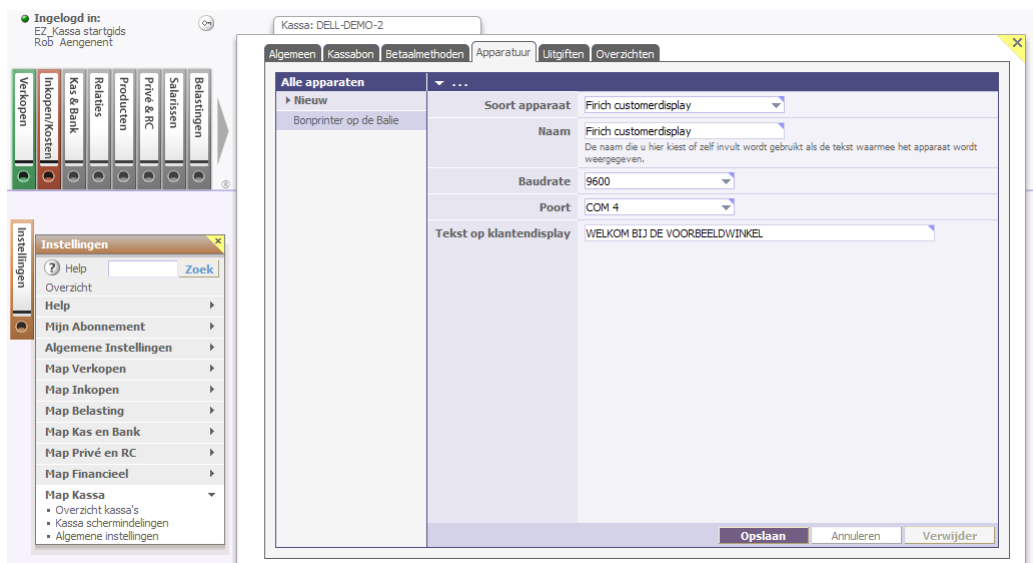 Ingelogd in:
EZ_Kassa startgids
Rob Aengenent
Verkopen
Inkopen/Kosten
Kas & Bank
Relaties
Producten
Privé & RC
Salarissen
Belastingen
®
Instellingen
Instellingen
x
? Help
Zoek
Overzicht
Help
Mijn Abonnement
Algemene Instellingen
Map Verkopen
Map Inkopen
Map Belasting
Map Kas en Bank
Map Privé en RC
Map Financieel
Map Kassa
▪ Overzicht kassa's
▪ Kassa schermindelingen
▪ Algemene instellingen
Kassa: DELL-DEMO-2
X
Algemeen Kassabon Betaalmethoden Apparatuur Uitgiften Overzichten
Alle apparaten
Nieuw
Bonprinter op de Balie
...
Soort apparaat Firich customerdisplay
Naam Firich customerdisplay
De naam die u hier kiest of zelf invult wordt gebruikt als de tekst waarmee het apparaat wordt
weergegeven.
Baudrate 9600
Poort COM 4
Tekst op klantendisplay WELKOM BIJ DE VOORBEELDWINKEL
Opslaan Annuleren Verwijder